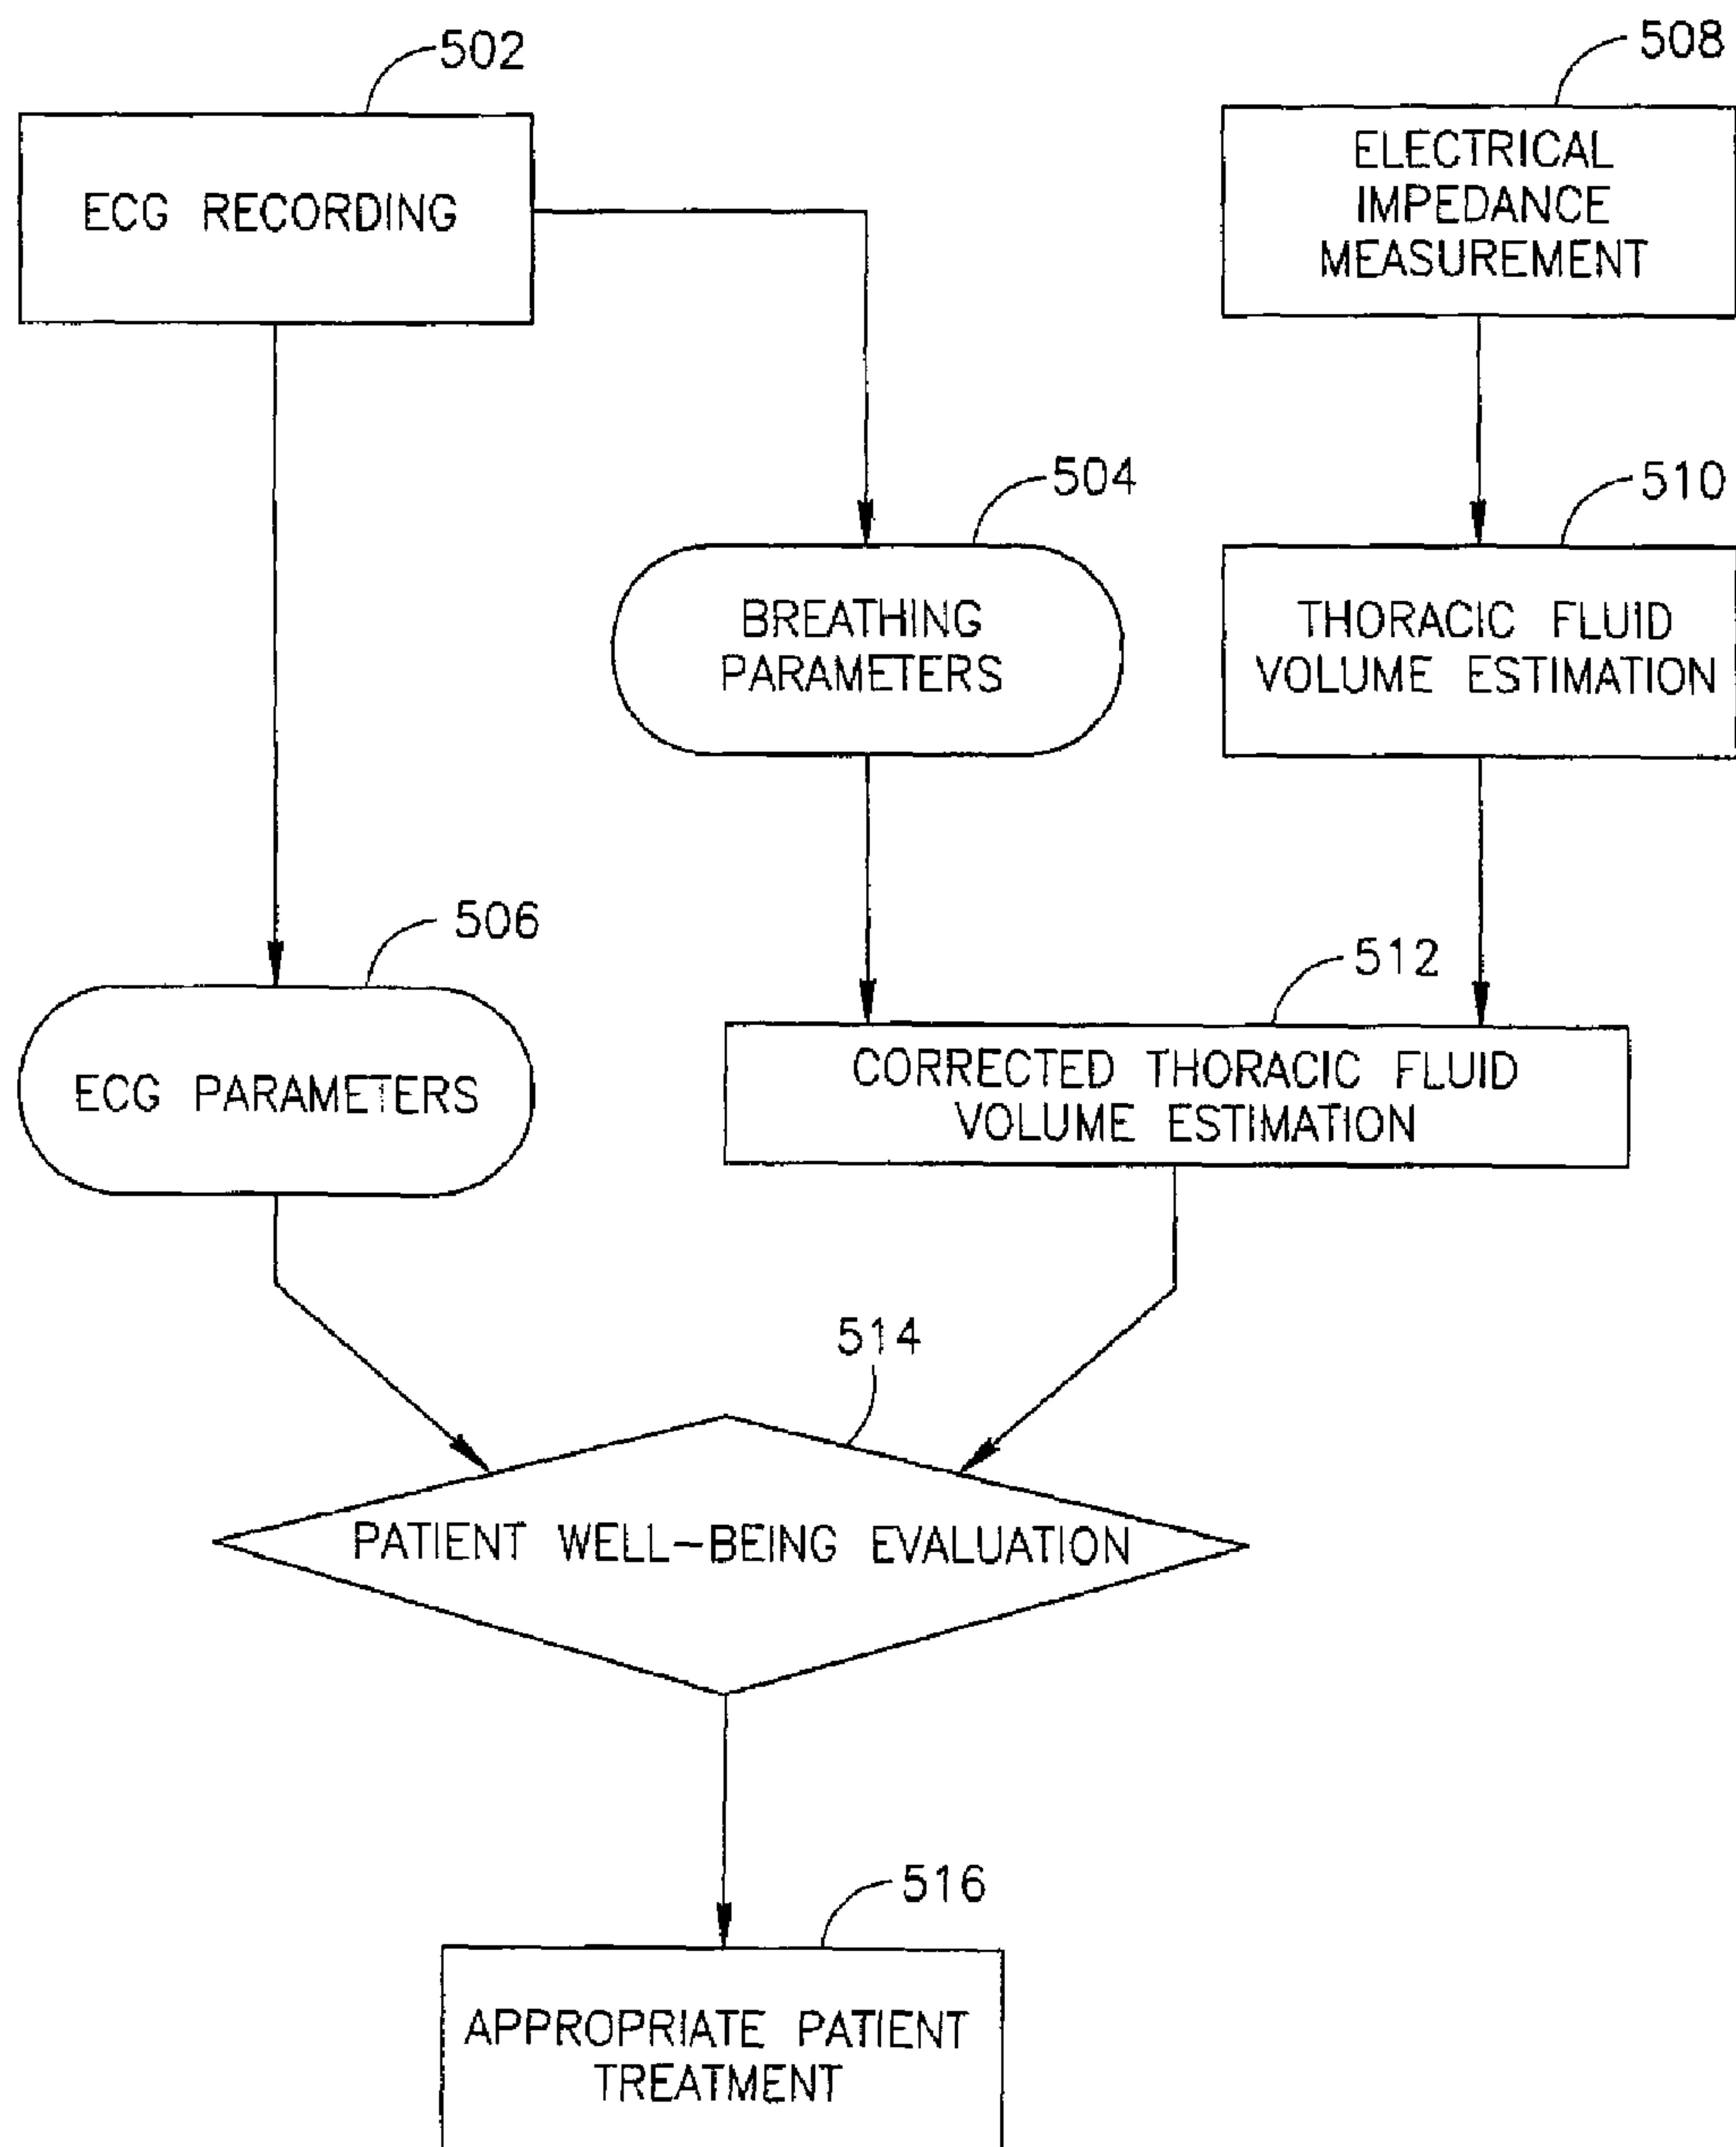 502
508
ECG RECORDING
ELECTRICAL
IMPEDANCE
MEASUREMENT
504
510
BREATHING
PARAMETERS
THORACIC FLUID
VOLUME ESTIMATION
506
512
ECG PARAMETERS
CORRECTED THORACIC FLUID
VOLUME ESTIMATION
514
PATIENT WELL-BEING EVALUATION
516
APPROPRIATE PATIENT
TREATMENT